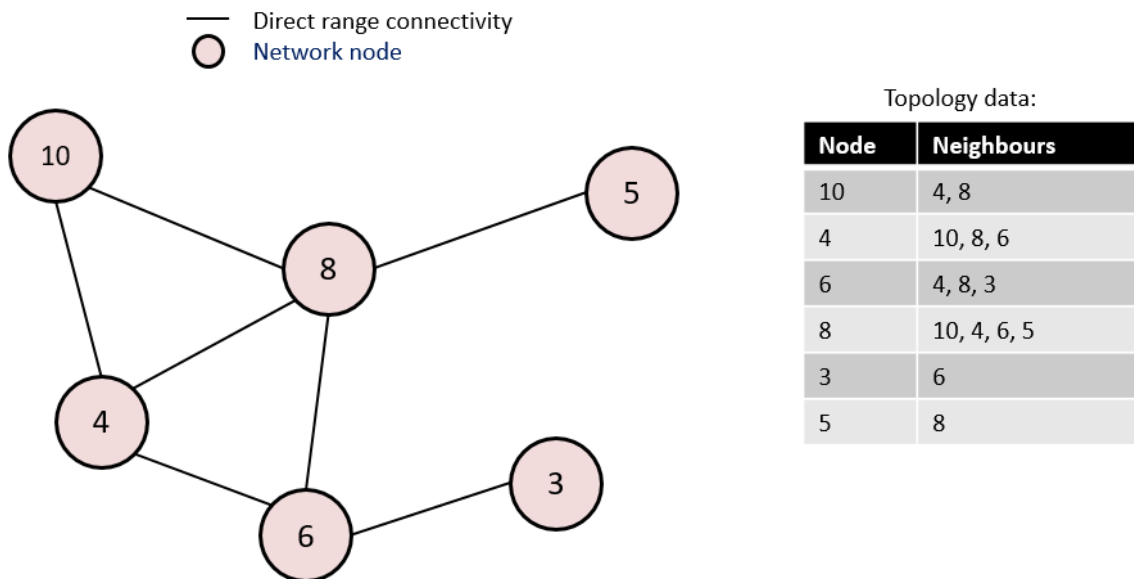 Direct range connectivity
Network node
10
5
8
4
6
3
Topology data:
Node Neighbours
10 4, 8
4 10, 8, 6
6 4, 8, 3
8 10, 4, 6, 5
3 6
5 8